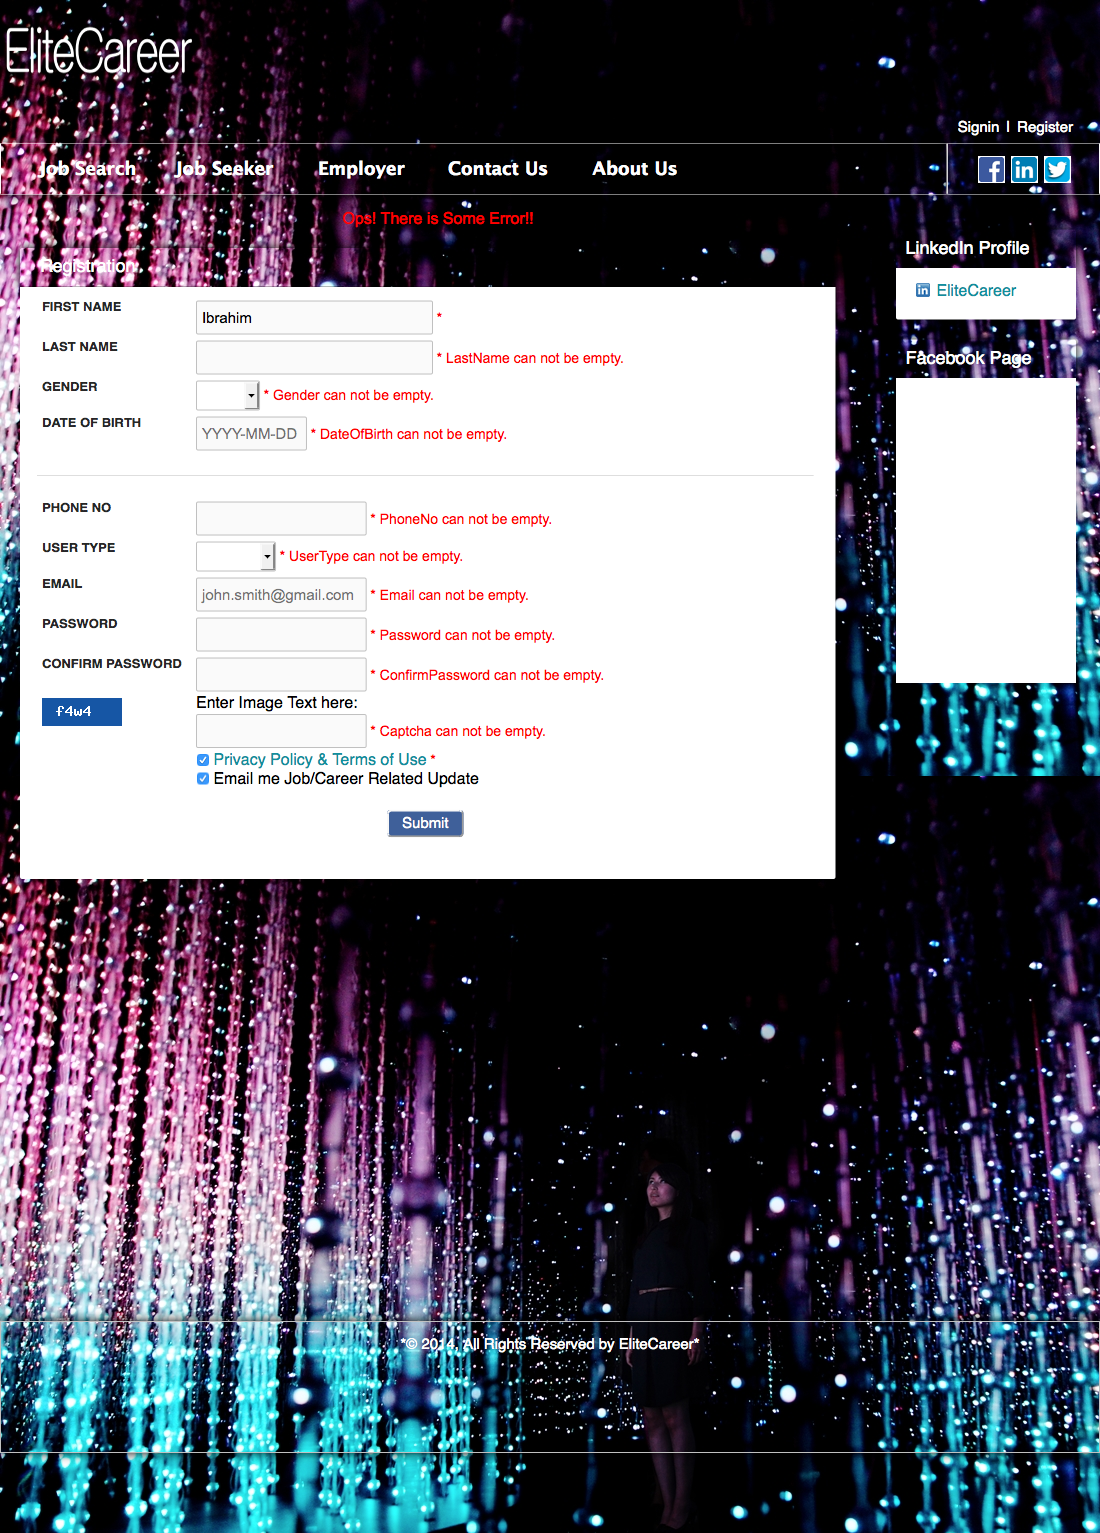 EliteCareer
Signin | Register
Job Search Job Seeker Employer Contact Us About Us
Ops! There is Some Error!!
Registration
FIRST NAME Ibrahim *
LAST NAME * LastName can not be empty.
GENDER * Gender can not be empty.
DATE OF BIRTH YYYY-MM-DD * DateOfBirth can not be empty.
PHONE NO * PhoneNo can not be empty.
USER TYPE * UserType can not be empty.
EMAIL john.smith@gmail.com * Email can not be empty.
PASSWORD * Password can not be empty.
CONFIRM PASSWORD * ConfirmPassword can not be empty.
f4w4 Enter Image Text here:
* Captcha can not be empty.
Privacy Policy & Terms of Use *
Email me Job/Career Related Update
Submit
LinkedIn Profile
EliteCareer
Facebook Page
*© 2014, All Rights Reserved by EliteCareer*